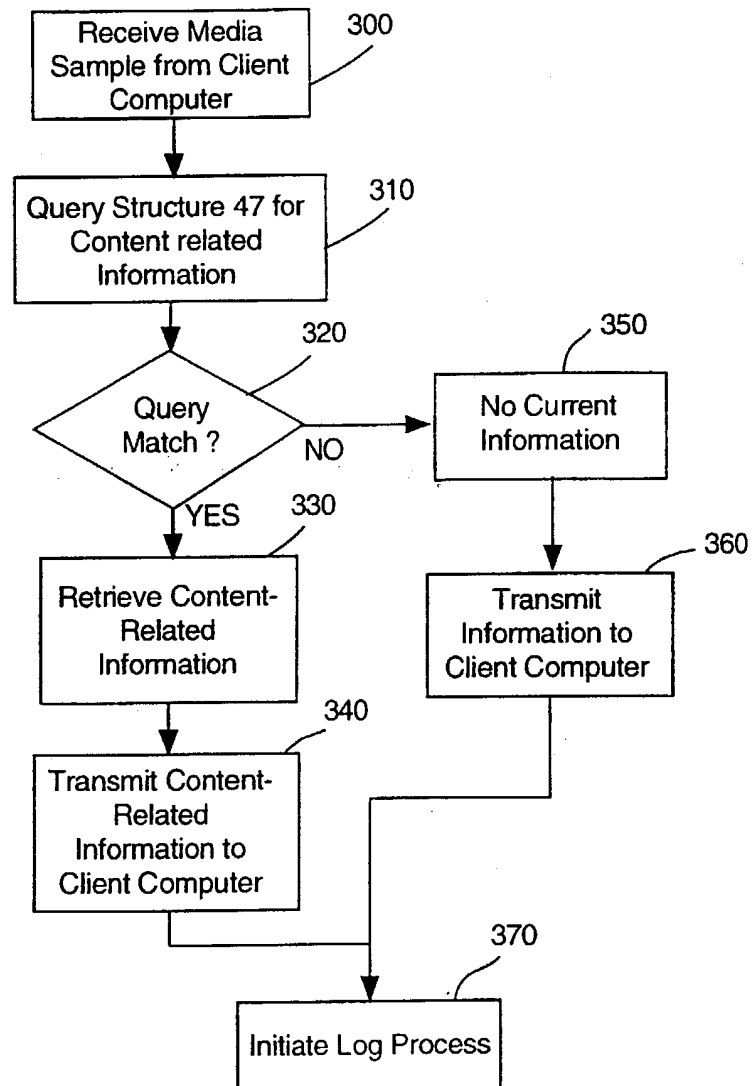 Receive Media
Sample from Client
Computer
300
Query Structure 47 for
Content related
Information
310
320
Query
Match ?
NO
YES
350
No Current
Information
330
Retrieve Content-
Related
Information
360
Transmit
Information to
Client Computer
340
Transmit Content-
Related
Information to
Client Computer
370
Initiate Log Process